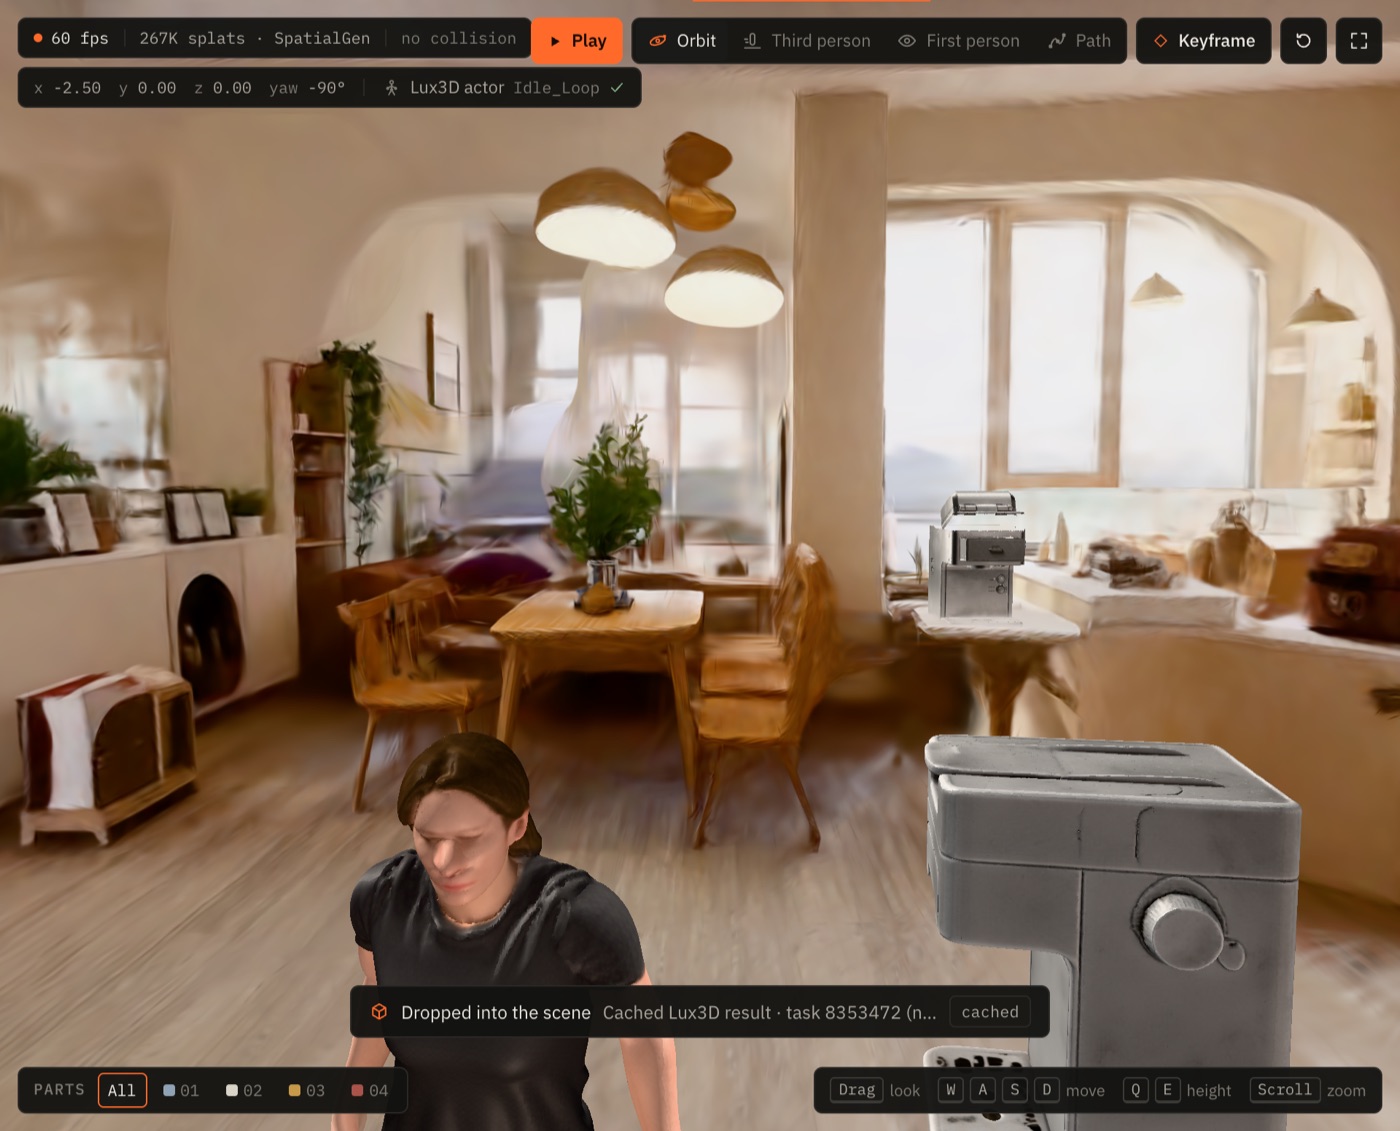 60 fps 267K splats · SpatialGen no collision
Play
Orbit Third person First person Path
Keyframe
x -2.50 y 0.00 z 0.00 yaw -90° Lux3D actor Idle_Loop
Dropped into the scene Cached Lux3D result · task 8353472 (n... cached
PARTS All 01 02 03 04
Drag look W A S D move Q E height Scroll zoom